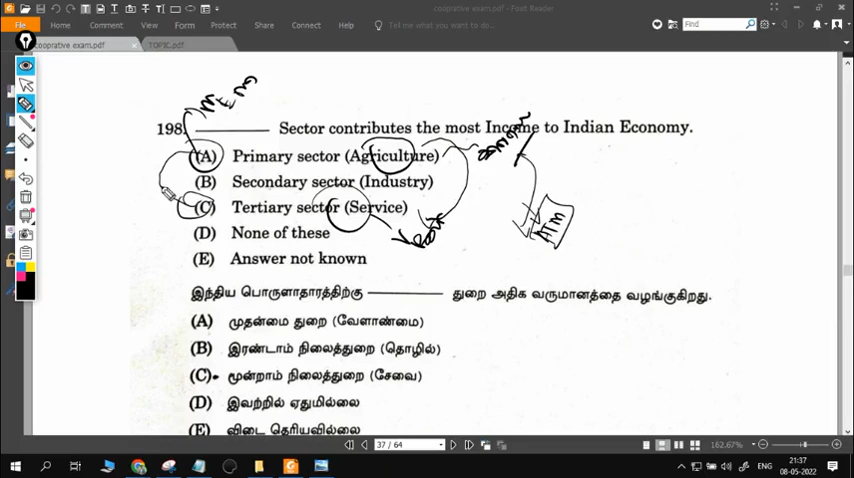 cooprative exam.pdf - Foxit Reader
File Home Comment View Form Protect Share Connect Help Tell me what you want to do... Find
cooprative exam.pdf TOPIC.pdf
198. ________ Sector contributes the most Income to Indian Economy.
(A) Primary sector (Agriculture)
(B) Secondary sector (Industry)
(C) Tertiary sector (Service)
ATM
(D) None of these
(E) Answer not known
இந்திய பொருளாதாரத்திற்கு ________ துறை அதிக வருமானத்தை வழங்குகிறது.
(A) முதன்மை துறை (வேளாண்மை)
(B) இரண்டாம் நிலைத்துறை (தொழில்)
(C) மூன்றாம் நிலைத்துறை (சேவை)
(D) இவற்றில் ஏதுமில்லை
(E) விடை தெரியவில்லை
37 / 64 162.67%
ENG 21:37
08-05-2022